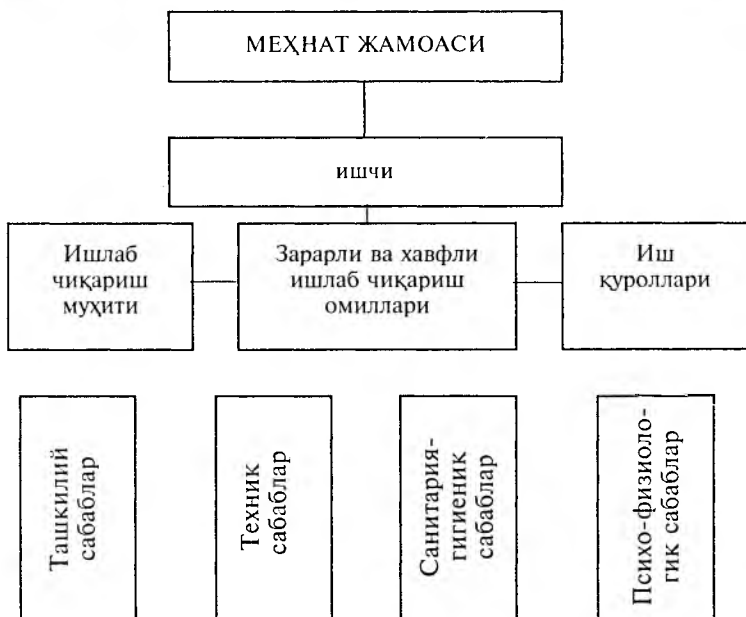 МЕҲНАТ ЖАМОАСИ
ишчи
Ишлаб
чиқариш
муҳити
Зарарли ва хавфли
ишлаб чиқариш
омиллари
Иш
қуроллари
Ташкилий
сабаблар
Техник
сабаблар
Санитария-
гигиеник
сабаблар
Психо-физиоло-
гик сабаблар